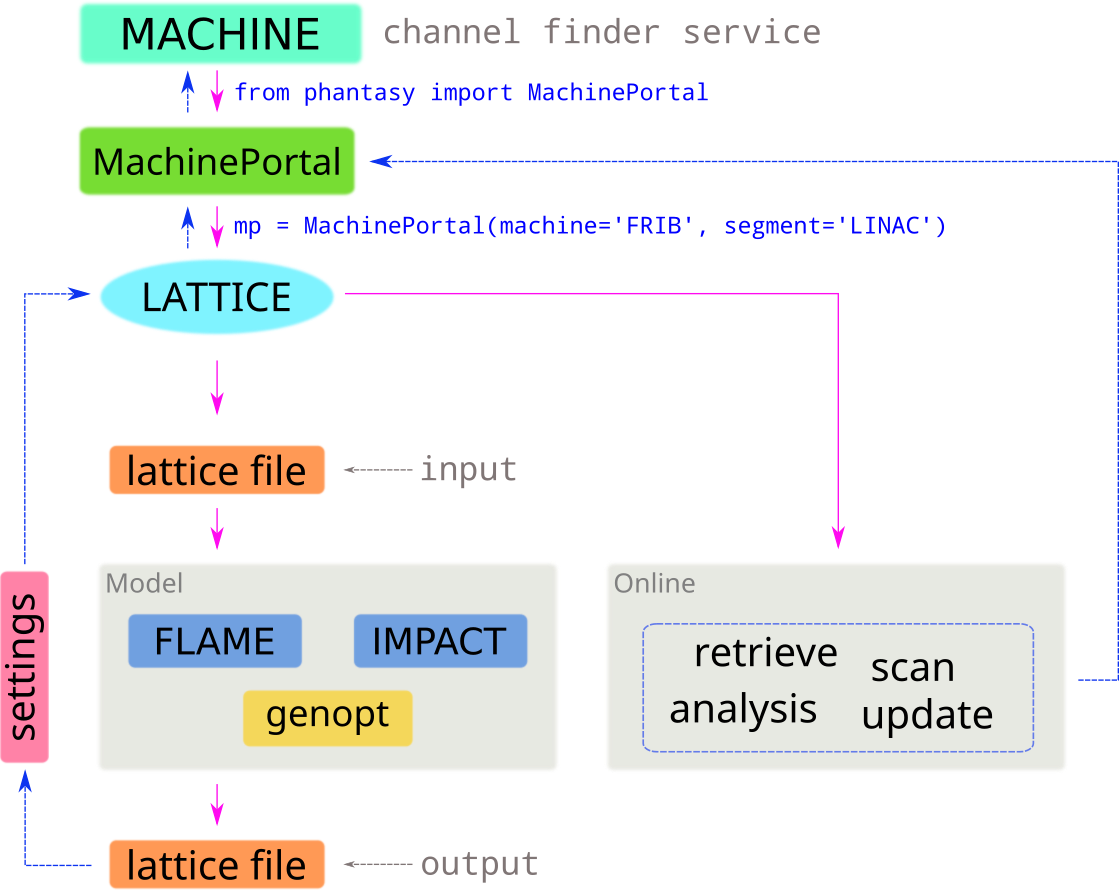 MACHINE
channel finder service
from phantasy import MachinePortal
MachinePortal
mp = MachinePortal(machine='FRIB', segment='LINAC')
LATTICE
lattice file
input
Model
FLAME
IMPACT
genopt
Online
retrieve
scan
analysis
update
settings
lattice file
output